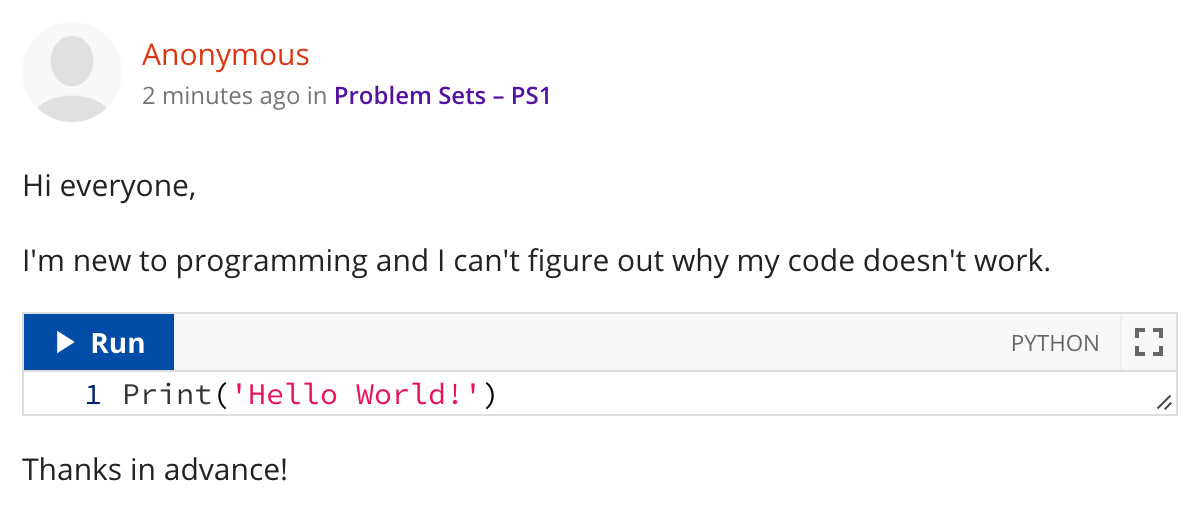 Anonymous
2 minutes ago in Problem Sets – PS1
Hi everyone,
I'm new to programming and I can't figure out why my code doesn't work.
Run
PYTHON
1 Print('Hello World!')
Thanks in advance!